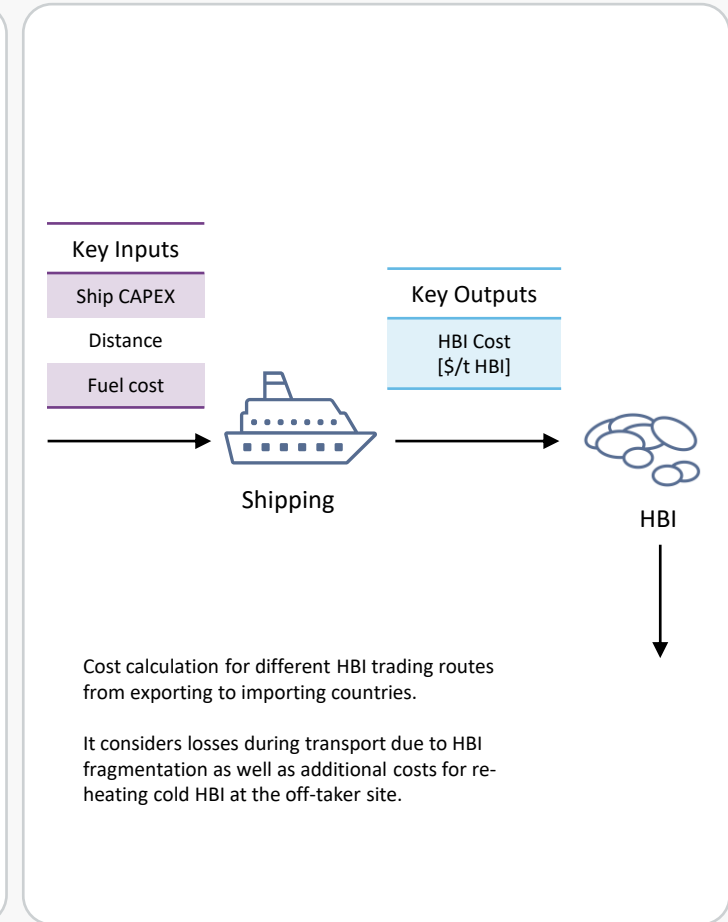 Key Inputs
Ship CAPEX
Distance
Fuel cost
Key Outputs
HBI Cost
[$/t HBI]
Shipping
HBI
Cost calculation for different HBI trading routes
from exporting to importing countries.
It considers losses during transport due to HBI
fragmentation as well as additional costs for re-
heating cold HBI at the off-taker site.